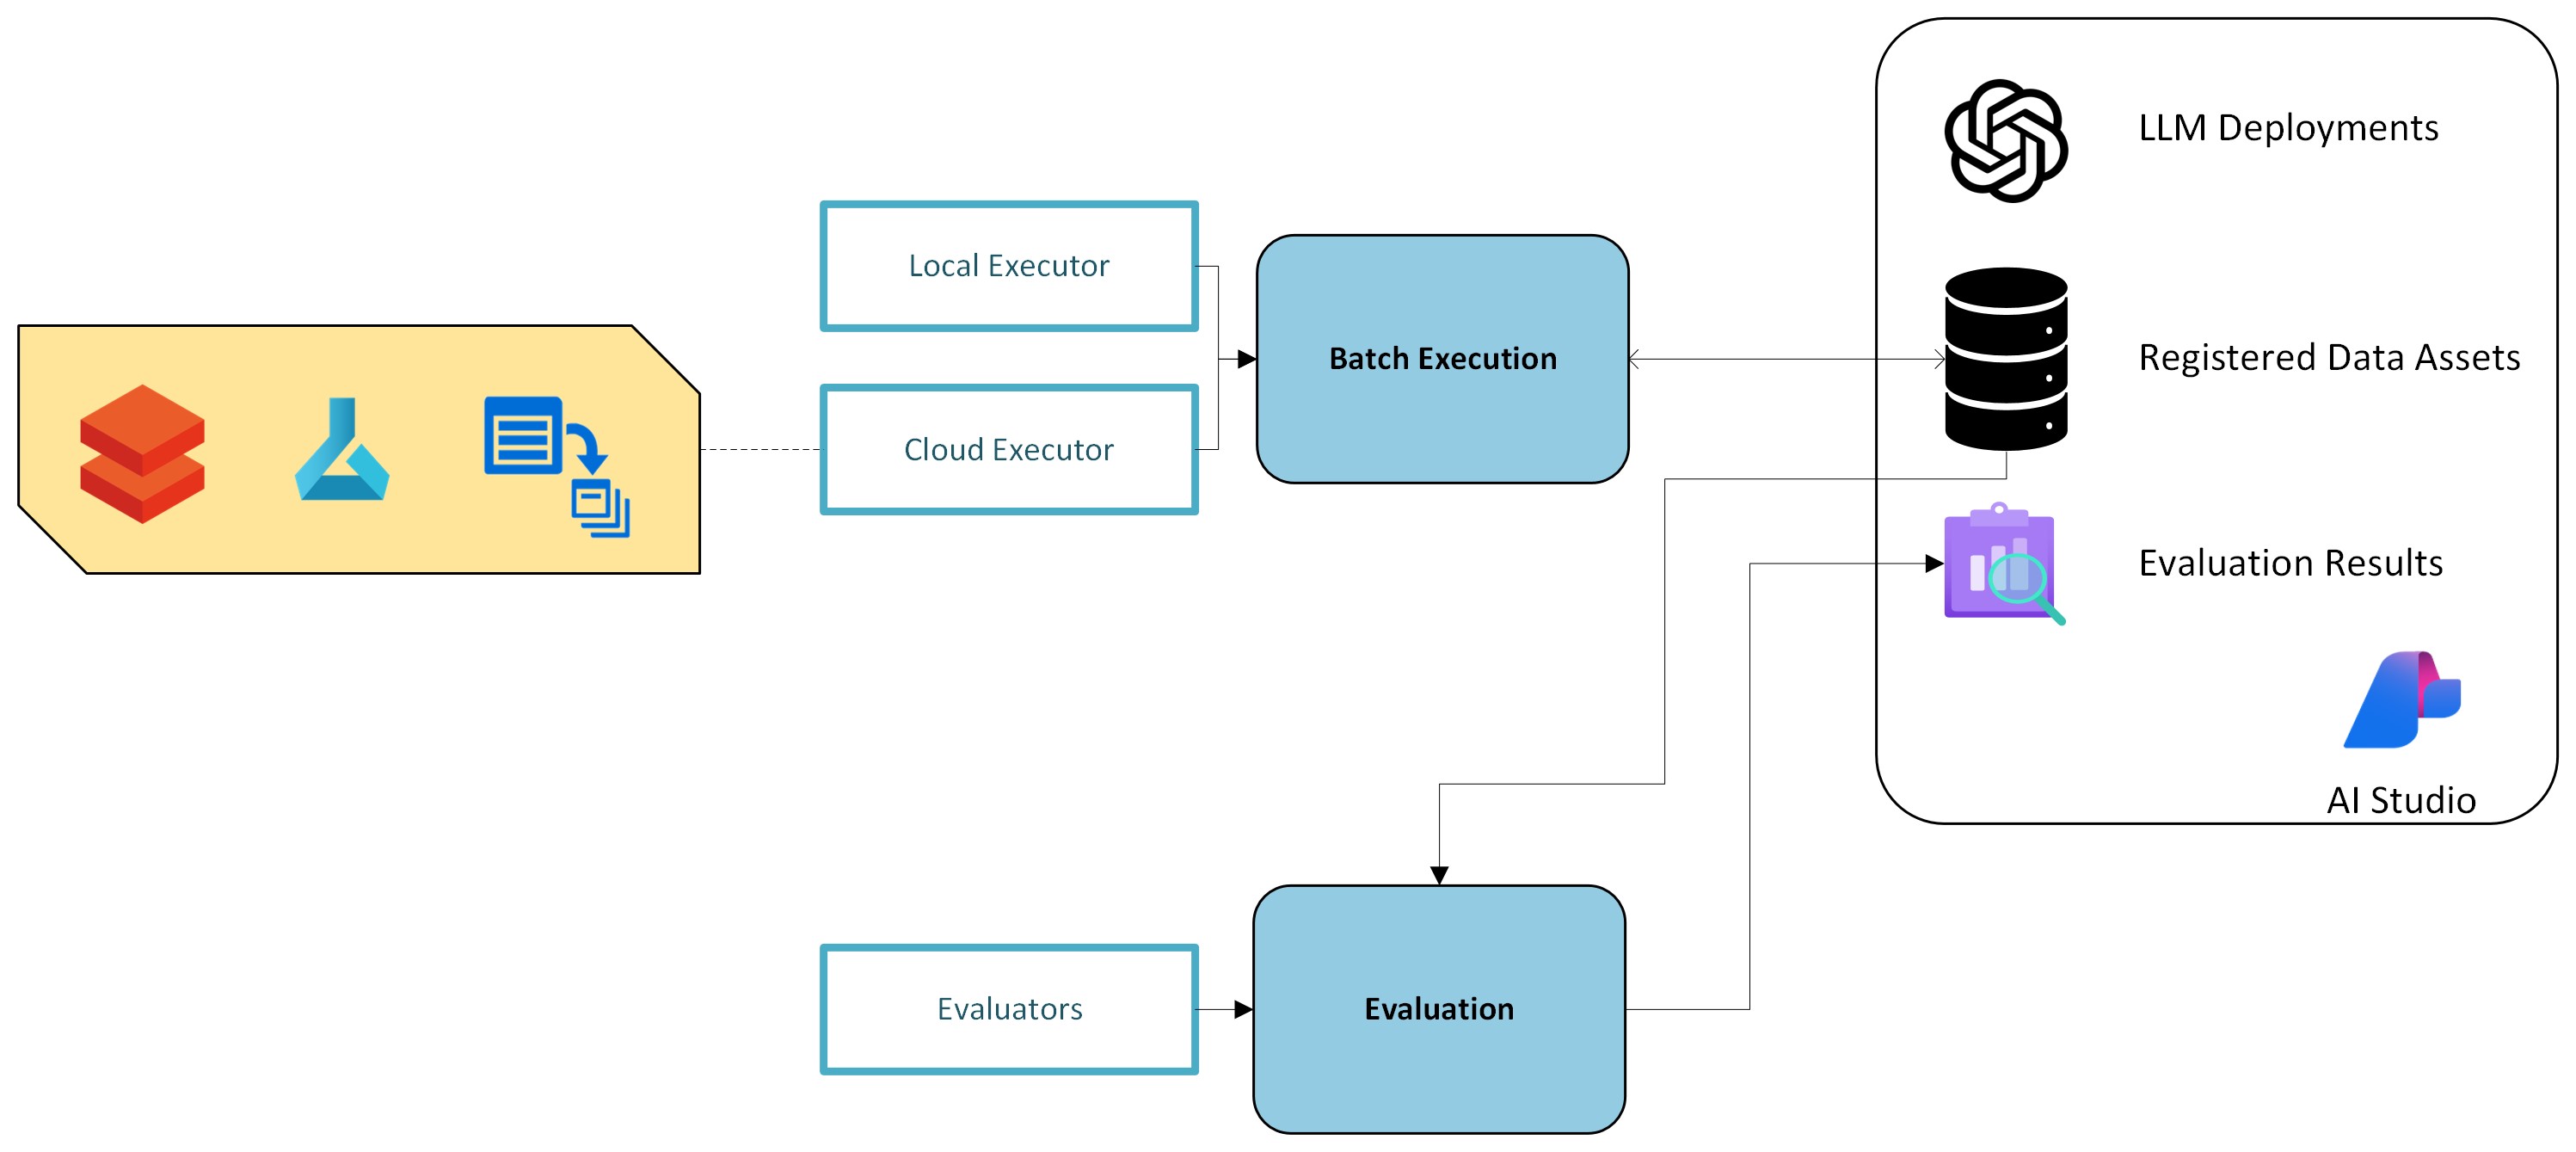 LLM Deployments
Local Executor
Batch Execution
Registered Data Assets
Cloud Executor
Evaluation Results
AI Studio
Evaluators
Evaluation